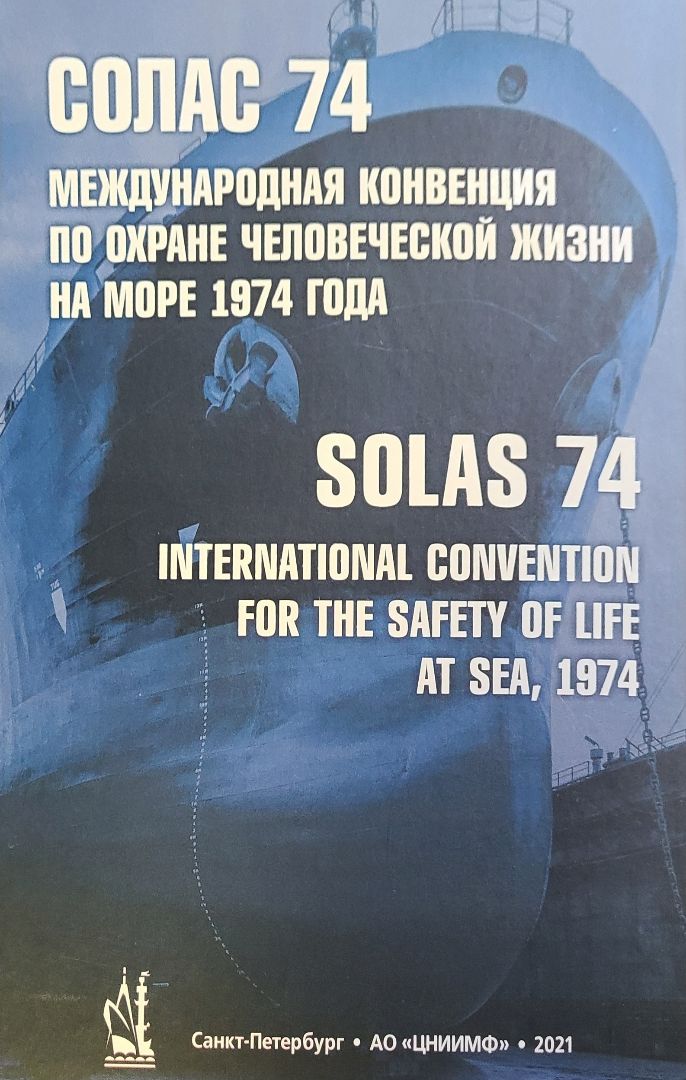 СОЛАС 74
МЕЖДУНАРОДНАЯ КОНВЕНЦИЯ
ПО ОХРАНЕ ЧЕЛОВЕЧЕСКОЙ ЖИЗНИ
НА МОРЕ 1974 ГОДА
SOLAS 74
INTERNATIONAL CONVENTION
FOR THE SAFETY OF LIFE
AT SEA, 1974
Санкт-Петербург • АО «ЦНИИМФ» • 2021